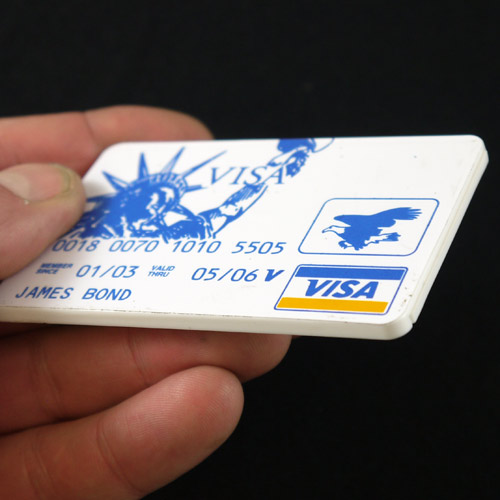 VISA
0018 0070 1010 5505
MEMBER SINCE 01/03 VALID THRU 05/06 V
JAMES BOND
VISA